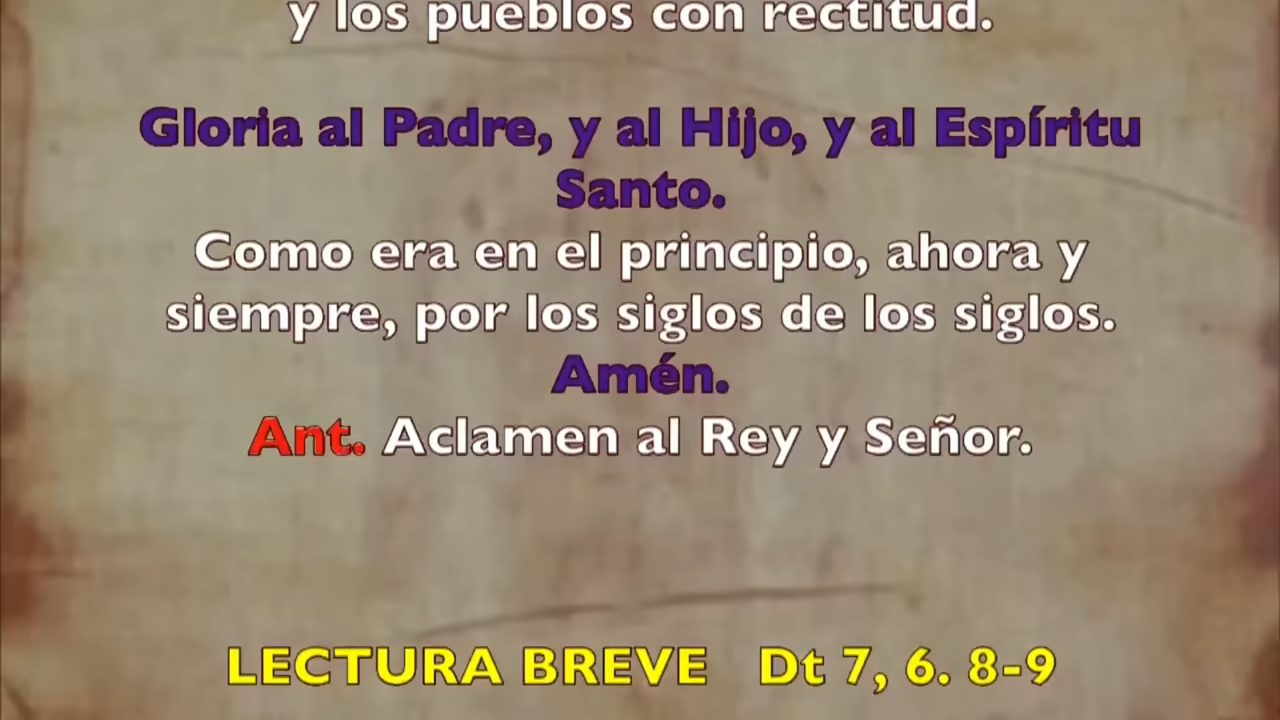 y los pueblos con rectitud.
Gloria al Padre, y al Hijo, y al Espíritu
Santo.
Como era en el principio, ahora y
siempre, por los siglos de los siglos.
Amén.
Ant. Aclamen al Rey y Señor.
LECTURA BREVE Dt 7, 6. 8-9